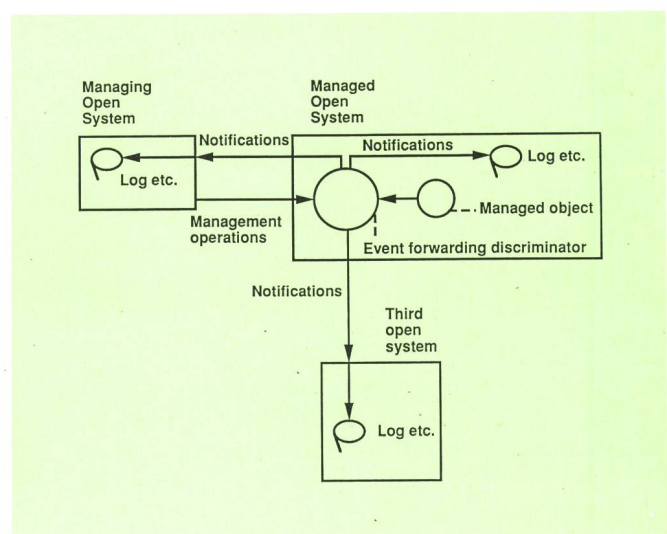 Managing
Open
System
Managed
Open
System
Notifications
Notifications
Log etc.
Log etc.
Management
operations
Managed object
Event forwarding discriminator
Notifications
Third
open
system
Log etc.